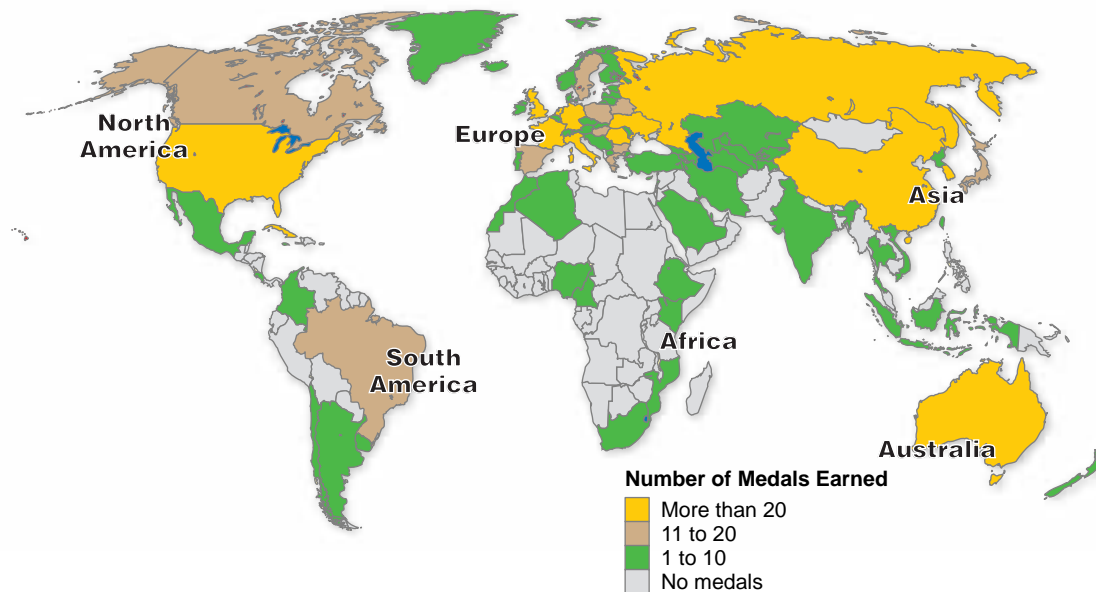 North
America
Europe
Asia
South
America
Africa
Australia
Number of Medals Earned
More than 20
11 to 20
1 to 10
No medals